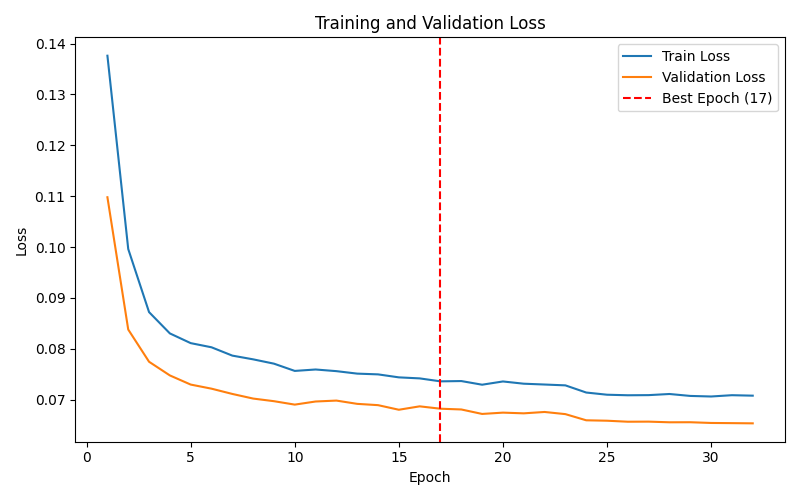 Training and Validation Loss
Train Loss
Validation Loss
Best Epoch (17)
Loss
0.14
0.13
0.12
0.11
0.10
0.09
0.08
0.07
0 5 10 15 20 25 30
Epoch